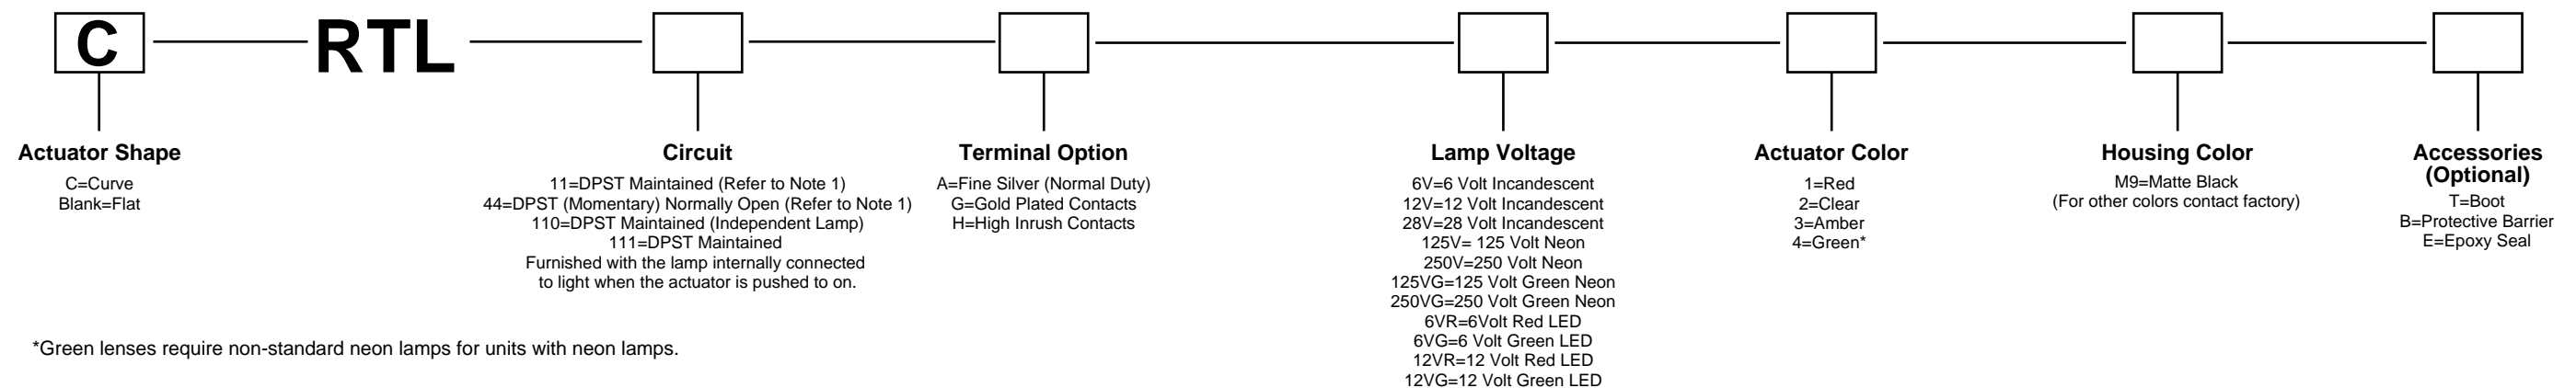 C RTL
Actuator Shape
C=Curve
Blank=Flat
Circuit
11=DPST Maintained (Refer to Note 1)
44=DPST (Momentary) Normally Open (Refer to Note 1)
110=DPST Maintained (Independent Lamp)
111=DPST Maintained
Furnished with the lamp internally connected
to light when the actuator is pushed to on.
Terminal Option
A=Fine Silver (Normal Duty)
G=Gold Plated Contacts
H=High Inrush Contacts
Lamp Voltage
6V=6 Volt Incandescent
12V=12 Volt Incandescent
28V=28 Volt Incandescent
125V= 125 Volt Neon
250V=250 Volt Neon
125VG=125 Volt Green Neon
250VG=250 Volt Green Neon
6VR=6Volt Red LED
6VG=6 Volt Green LED
12VR=12 Volt Red LED
12VG=12 Volt Green LED
Actuator Color
1=Red
2=Clear
3=Amber
4=Green*
Housing Color
M9=Matte Black
(For other colors contact factory)
Accessories
(Optional)
T=Boot
B=Protective Barrier
E=Epoxy Seal
*Green lenses require non-standard neon lamps for units with neon lamps.